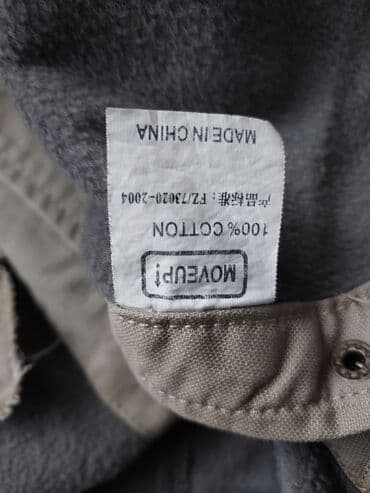 MOVEUP!
100% COTTON
产品标准：FZ/73020-2004
MADE IN CHINA